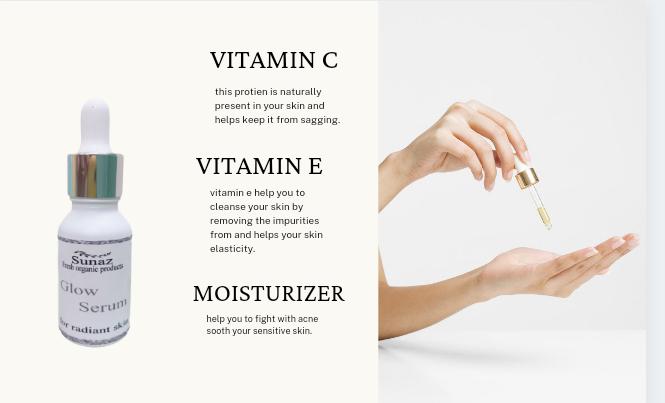 VITAMIN C
this protien is naturally
present in your skin and
helps keep it from sagging.
VITAMIN E
vitamin e help you to
cleanse your skin by
removing the impurities
from and helps your skin
elasticity.
MOISTURIZER
help you to fight with acne
sooth your sensitive skin.
Sunaz
fresh organic products
Glow
Serum
for radiant skin